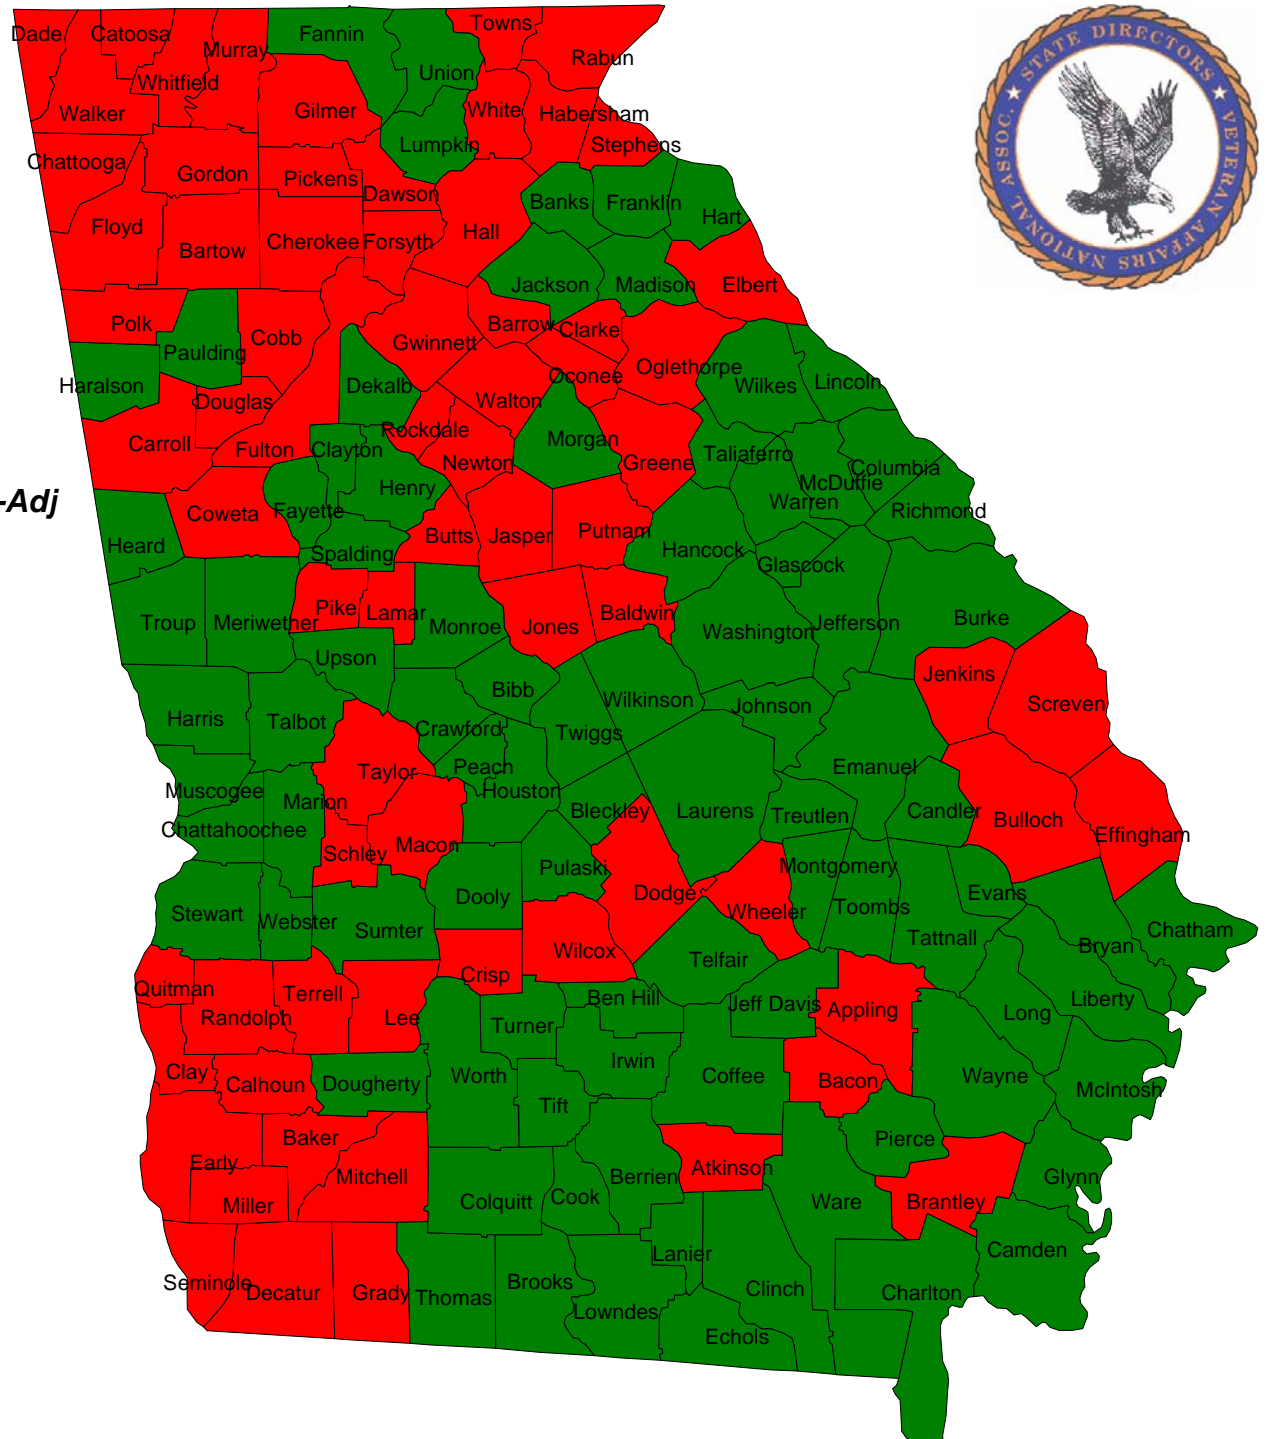 Dade
Catoosa
Murray
Fannin
Towns
Union
Rabun
Whitfield
Walker
Gilmer
White
Habersham
Lumpkin
Stephens
Chattooga
Gordon
Pickens
Dawson
Banks
Franklin
Hart
Floyd
Bartow
Cherokee
Forsyth
Hall
Jackson
Madison
Elbert
Polk
Paulding
Cobb
Gwinnett
Barrow
Clarke
Oglethorpe
Haralson
Douglas
Dekalb
Walton
Oconee
Wilkes
Lincoln
Carroll
Fulton
Clayton
Rockdale
Newton
Morgan
Greene
Taliaferro
McDuffie
Columbia
Warren
Richmond
-Adj
Heard
Coweta
Fayette
Henry
Spalding
Butts
Jasper
Putnam
Hancock
Glascock
Troup
Meriwether
Pike
Lamar
Monroe
Jones
Baldwin
Washington
Jefferson
Burke
Upson
Bibb
Wilkinson
Johnson
Jenkins
Screven
Harris
Talbot
Crawford
Twiggs
Taylor
Peach
Houston
Emanuel
Muscogee
Marion
Bleckley
Laurens
Treutlen
Candler
Bulloch
Effingham
Chattahoochee
Schley
Macon
Pulaski
Dodge
Montgomery
Stewart
Webster
Sumter
Dooly
Wheeler
Toombs
Evans
Tattnall
Bryan
Chatham
Wilcox
Telfair
Quitman
Terrell
Crisp
Ben Hill
Jeff Davis
Appling
Long
Liberty
Randolph
Lee
Turner
Irwin
Clay
Calhoun
Dougherty
Worth
Coffee
Bacon
Wayne
McIntosh
Tift
Early
Baker
Mitchell
Berrien
Atkinson
Pierce
Glynn
Miller
Colquitt
Cook
Ware
Brantley
Lanier
Camden
Seminole
Decatur
Grady
Thomas
Brooks
Lowndes
Clinch
Charlton
Echols
NATIONAL ASSOC. ★ STATE DIRECTORS ★ VETERAN AFFAIRS